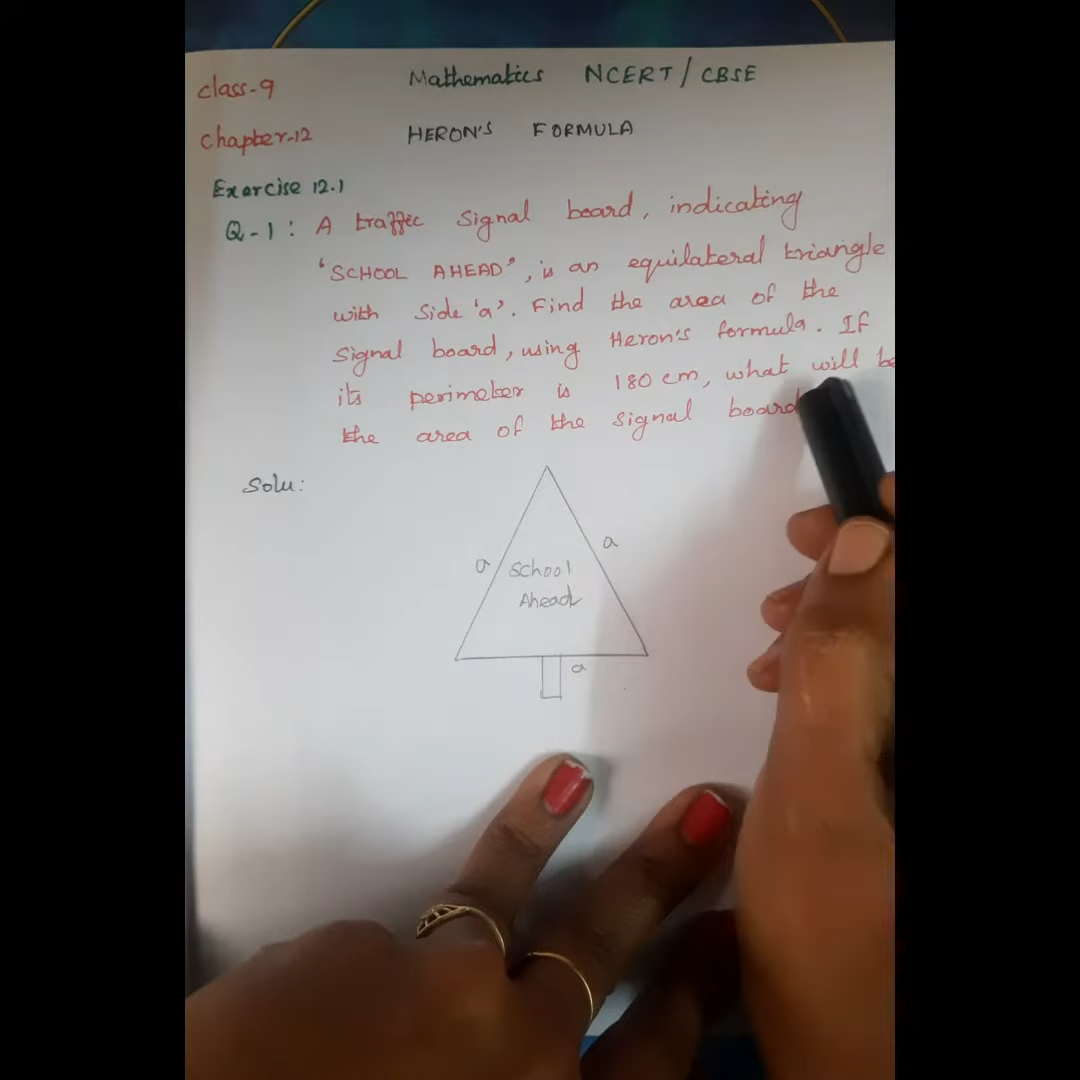 class-9 Mathematics NCERT/CBSE
Chapter-12 HERON'S FORMULA
Exercise 12.1
Q-1: A traffic signal board, indicating
'SCHOOL AHEAD', is an equilateral triangle
with side 'a'. Find the area of the
signal board, using Heron's formula. If
its perimeter is 180 cm, what will be
the area of the signal board
Solu:
a
a
School
Ahead
a